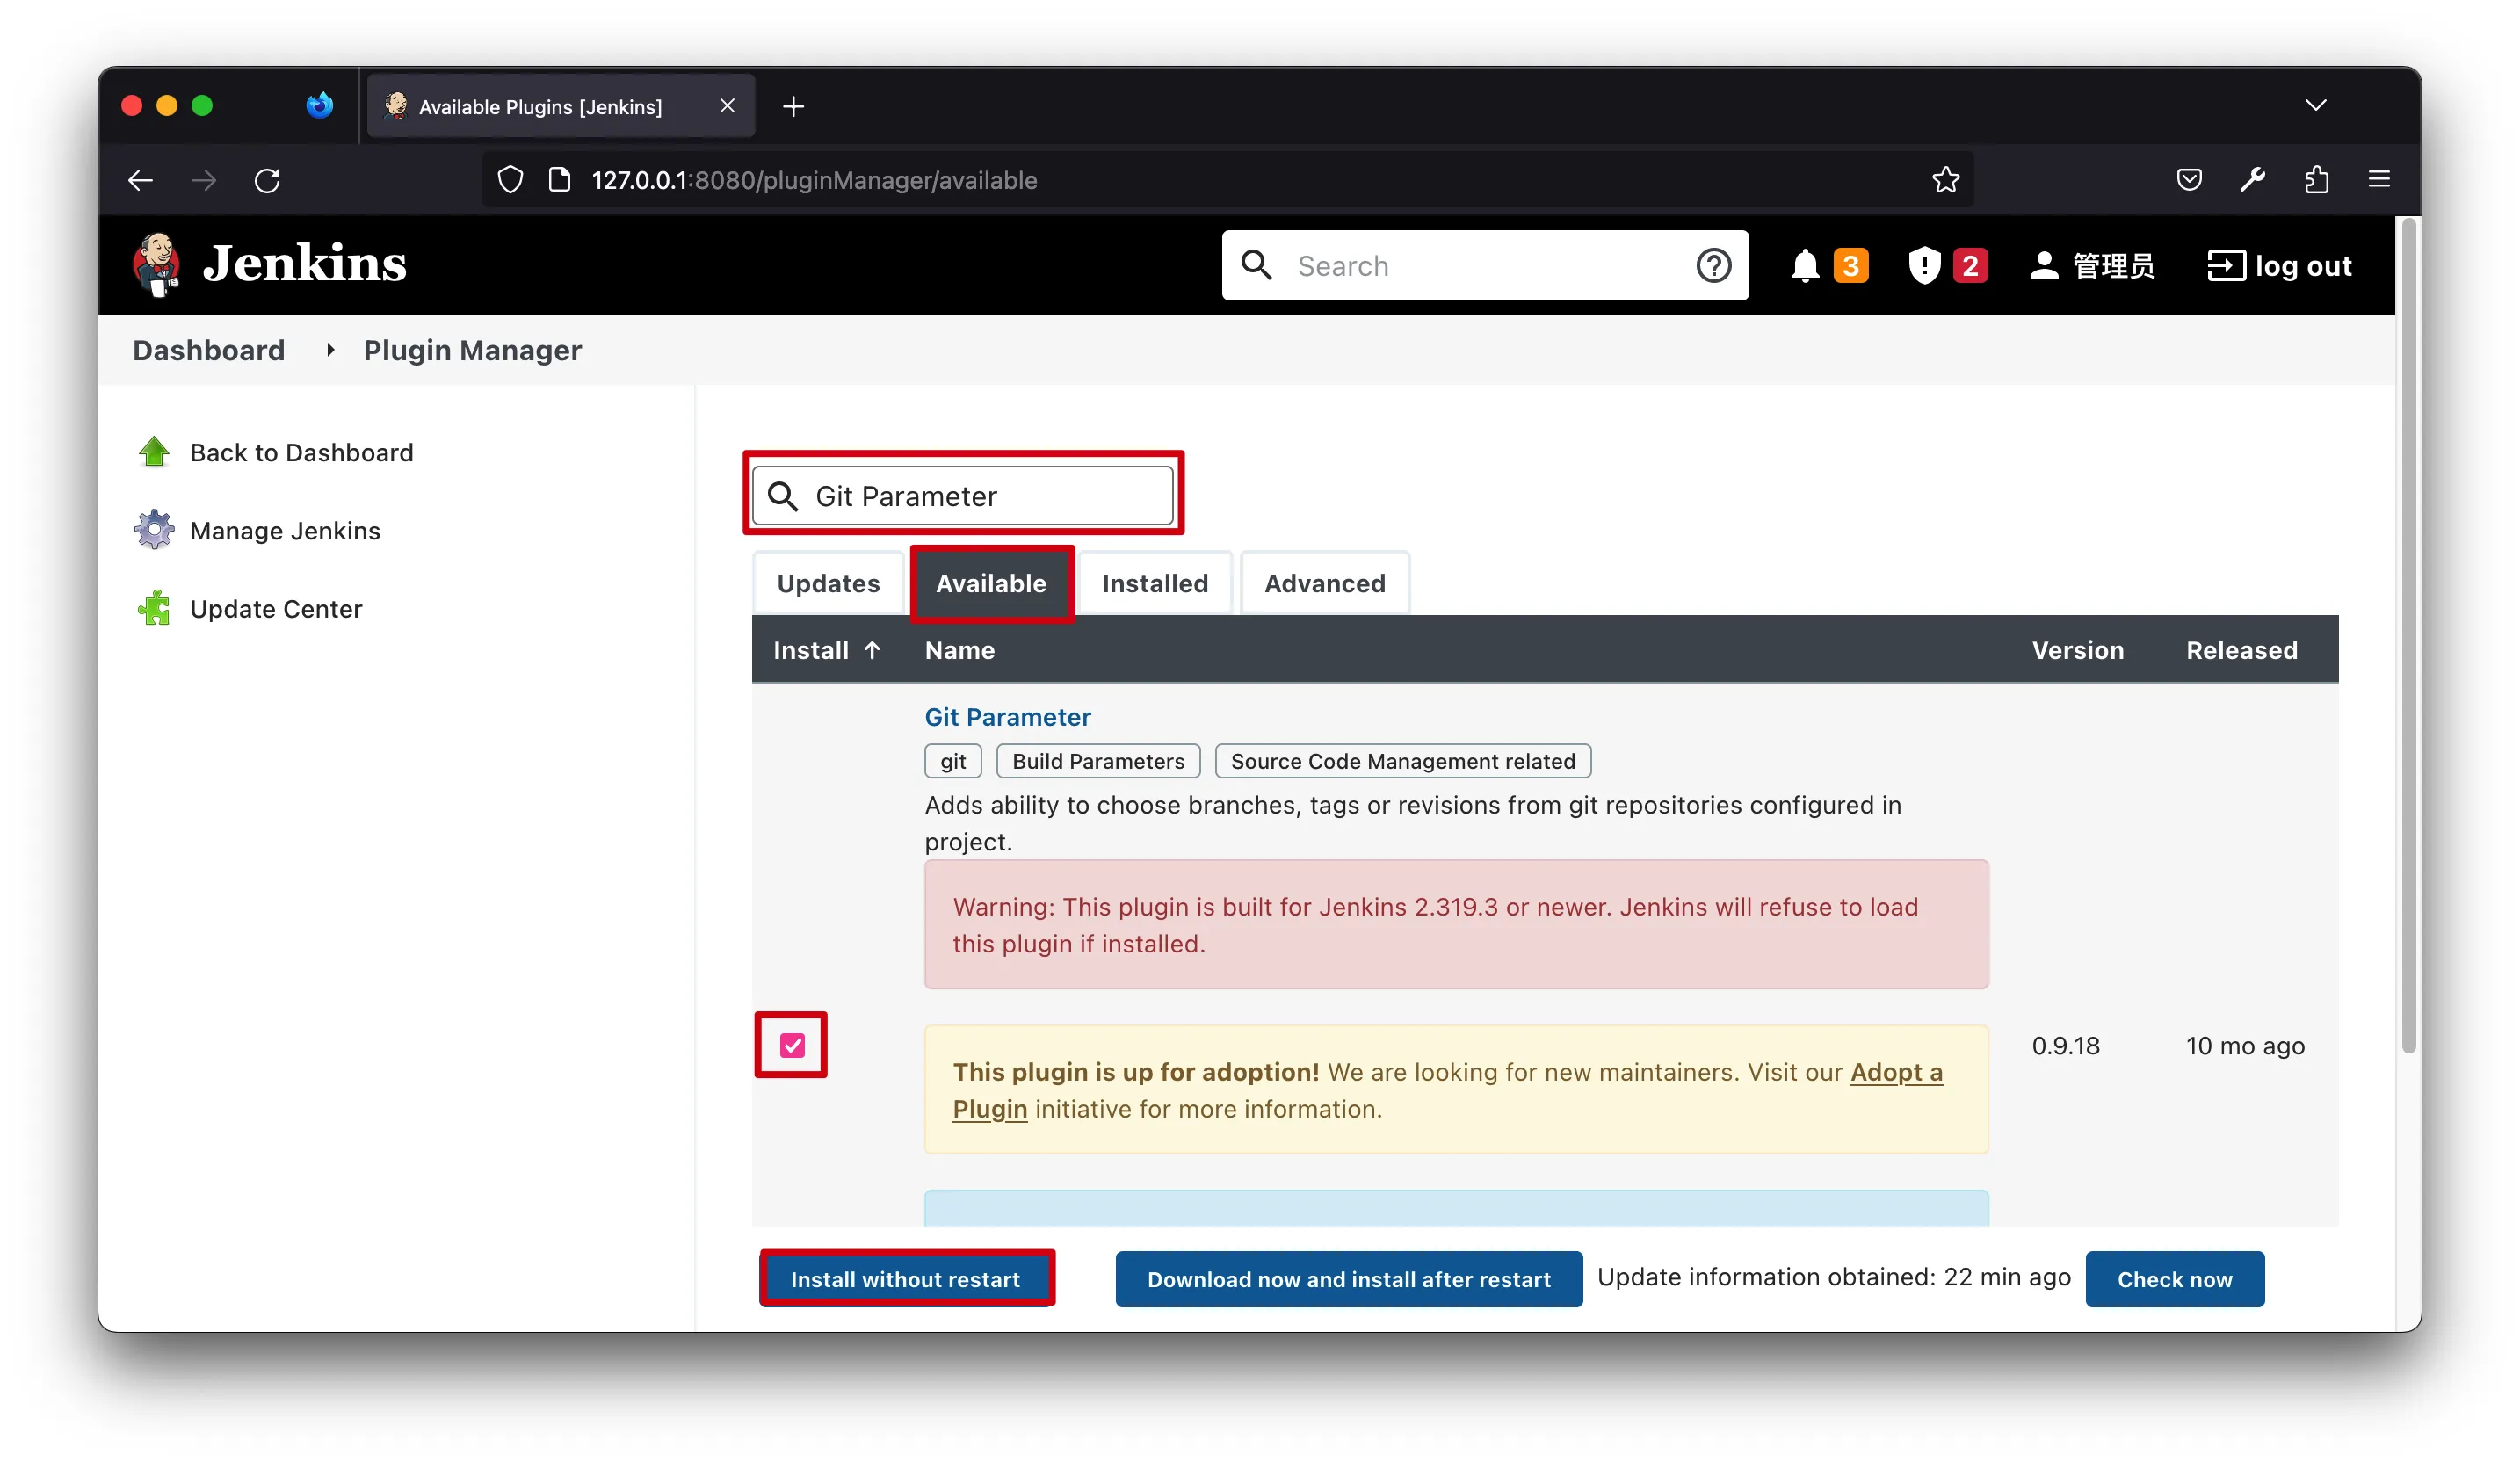 Available Plugins [Jenkins]
127.0.0.1:8080/pluginManager/available
Jenkins
Search
3
2
管理员
log out
Dashboard
Plugin Manager
Back to Dashboard
Manage Jenkins
Update Center
Git Parameter
Updates
Available
Installed
Advanced
Install ↑
Name
Version
Released
Git Parameter
git
Build Parameters
Source Code Management related
Adds ability to choose branches, tags or revisions from git repositories configured in
project.
Warning: This plugin is built for Jenkins 2.319.3 or newer. Jenkins will refuse to load
this plugin if installed.
This plugin is up for adoption! We are looking for new maintainers. Visit our Adopt a
Plugin initiative for more information.
0.9.18
10 mo ago
Install without restart
Download now and install after restart
Update information obtained: 22 min ago
Check now